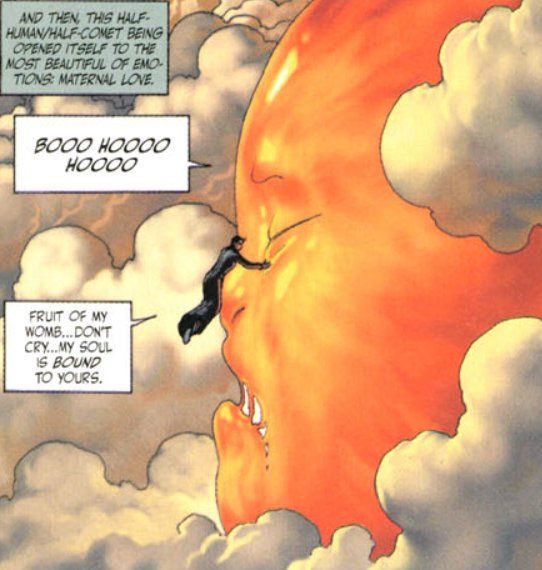 AND THEN, THIS HALF-
HUMAN/HALF-COMET BEING
OPENED ITSELF TO THE
MOST BEAUTIFUL OF EMO-
TIONS: MATERNAL LOVE.
BOOO HOOOO
HOOOO
FRUIT OF MY
WOMB...DON'T
CRY...MY SOUL
IS BOUND
TO YOURS.